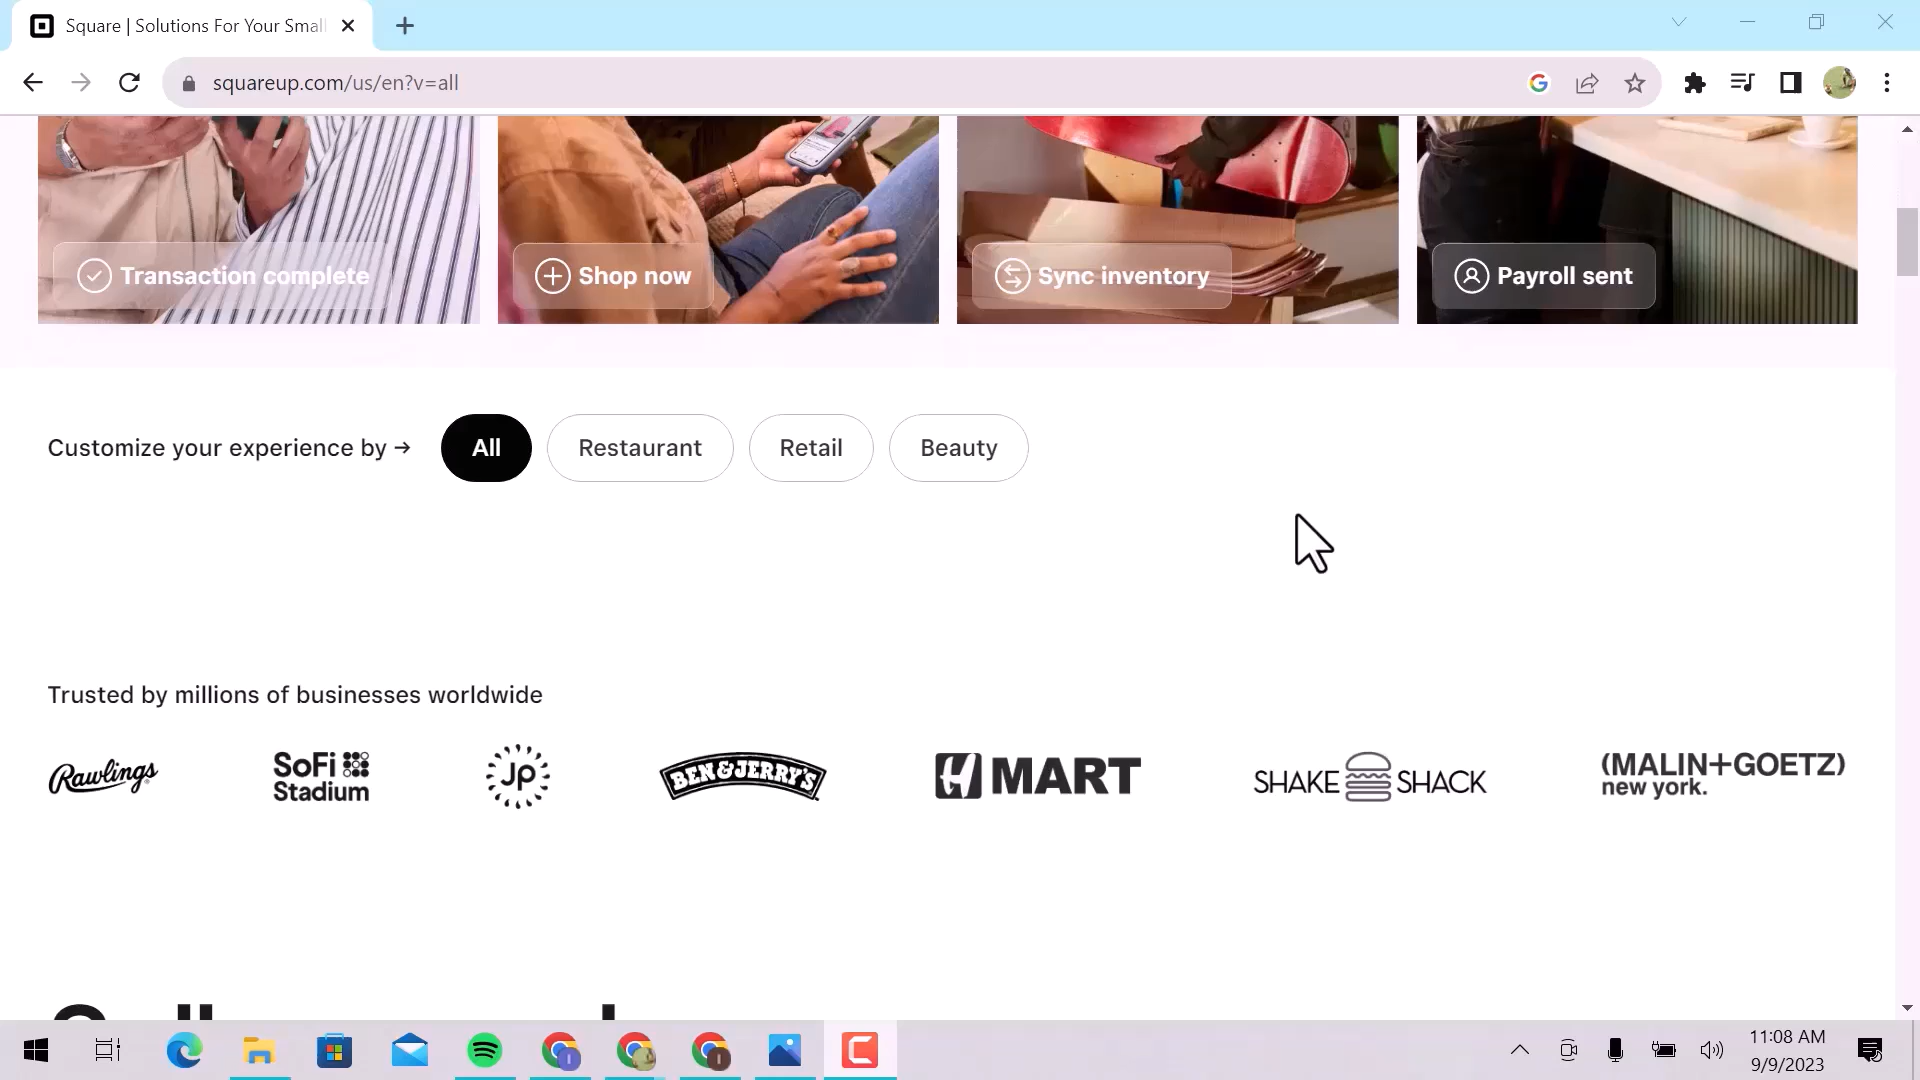 Square | Solutions For Your Smal
squareup.com/us/en?v=all
Transaction complete
Shop now
Sync inventory
Payroll sent
Customize your experience by →
All
Restaurant
Retail
Beauty
Trusted by millions of businesses worldwide
Rawlings
SoFi
Stadium
JP
BEN & JERRY'S
H MART
SHAKE SHACK
(MALIN+GOETZ)
new york.
11:08 AM
9/9/2023